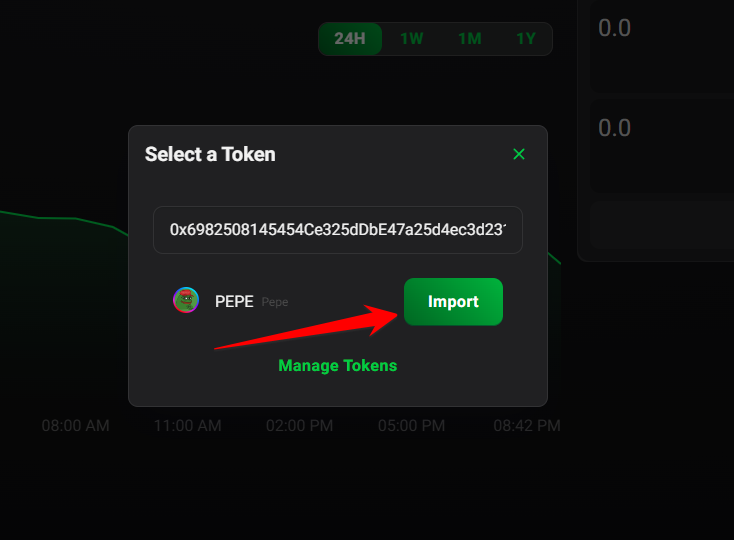 24H 1W 1M 1Y
0.0
0.0
Select a Token
0x6982508145454Ce325dDbE47a25d4ec3d231
PEPE Pepe
Import
Manage Tokens
08:00 AM 11:00 AM 02:00 PM 05:00 PM 08:42 PM